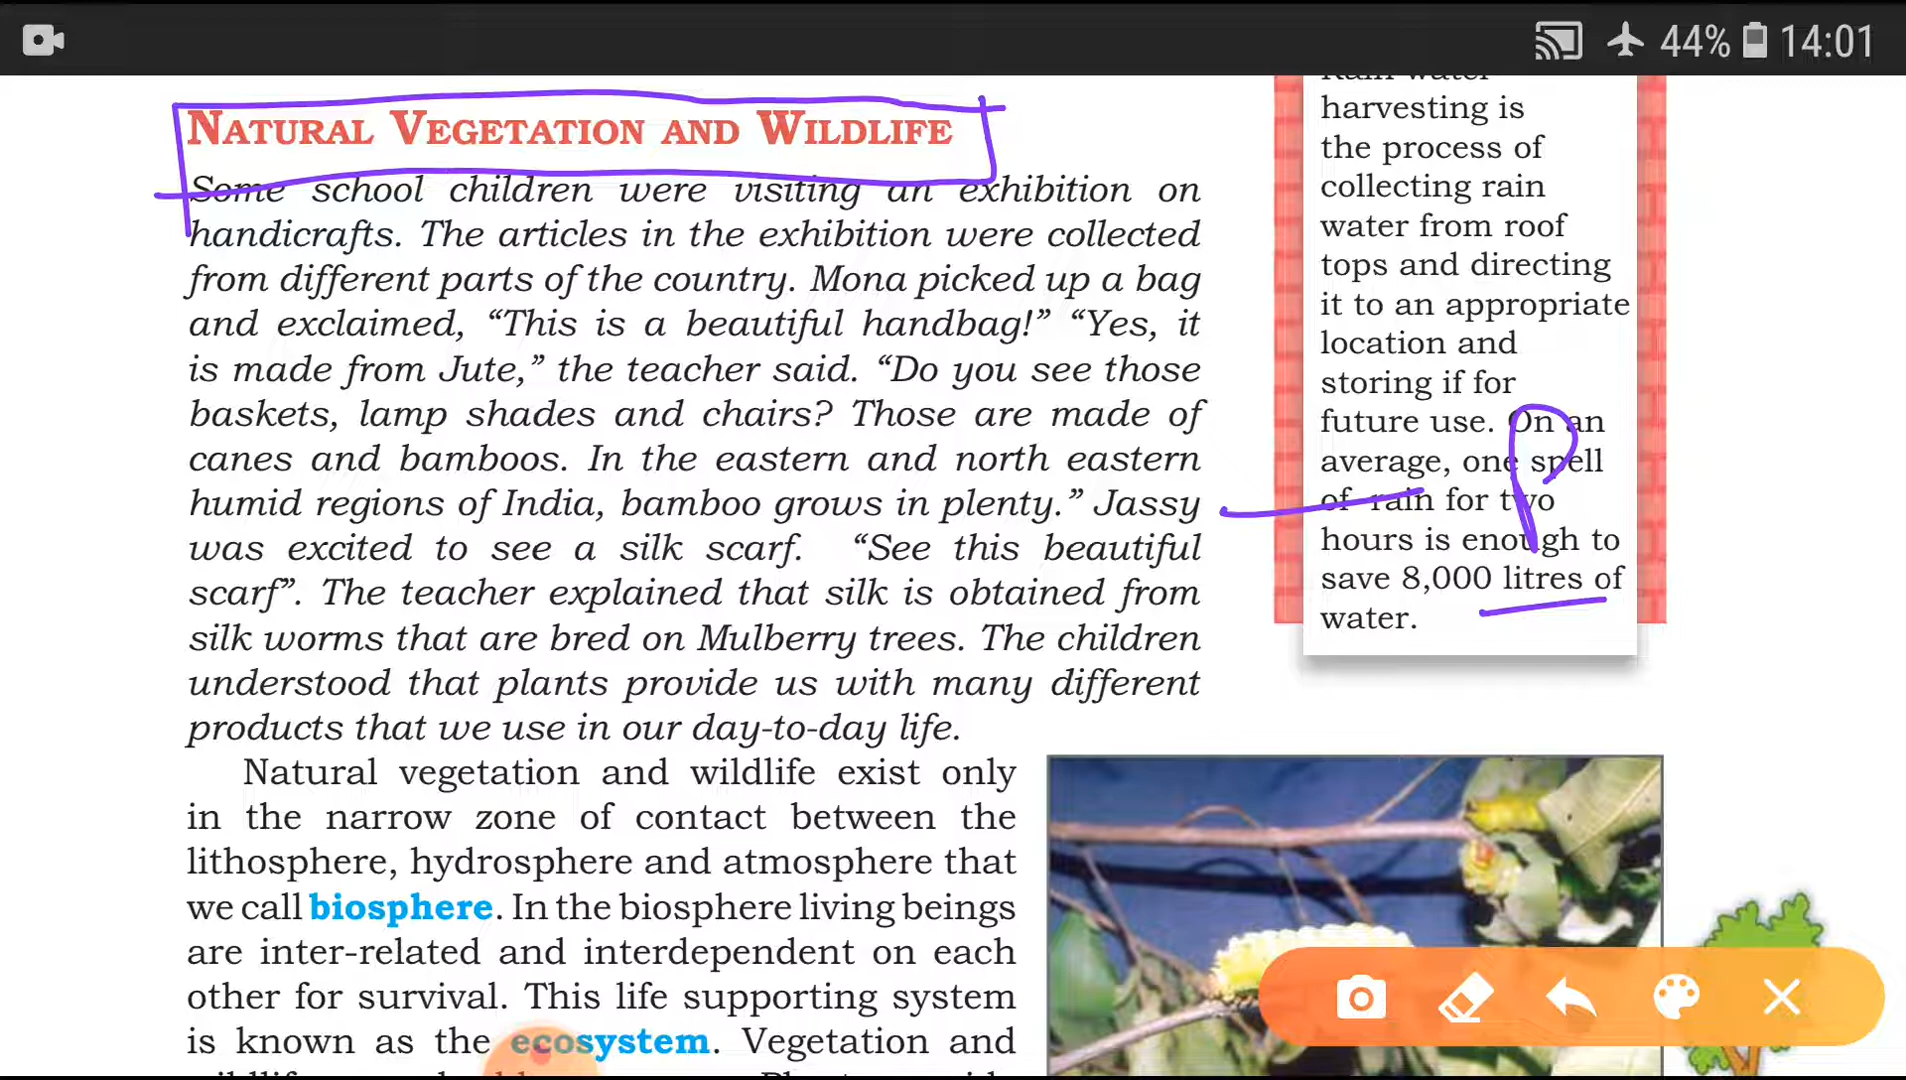 44% 14:01
NATURAL VEGETATION AND WILDLIFE
Some school children were visiting an exhibition on
handicrafts. The articles in the exhibition were collected
from different parts of the country. Mona picked up a bag
and exclaimed, “This is a beautiful handbag!” “Yes, it
is made from Jute,” the teacher said. “Do you see those
baskets, lamp shades and chairs? Those are made of
canes and bamboos. In the eastern and north eastern
humid regions of India, bamboo grows in plenty.” Jassy
was excited to see a silk scarf. “See this beautiful
scarf”. The teacher explained that silk is obtained from
silk worms that are bred on Mulberry trees. The children
understood that plants provide us with many different
products that we use in our day-to-day life.
Natural vegetation and wildlife exist only
in the narrow zone of contact between the
lithosphere, hydrosphere and atmosphere that
we call biosphere. In the biosphere living beings
are inter-related and interdependent on each
other for survival. This life supporting system
is known as the ecosystem. Vegetation and
Rain water
harvesting is
the process of
collecting rain
water from roof
tops and directing
it to an appropriate
location and
storing if for
future use. On an
average, one spell
of rain for two
hours is enough to
save 8,000 litres of
water.